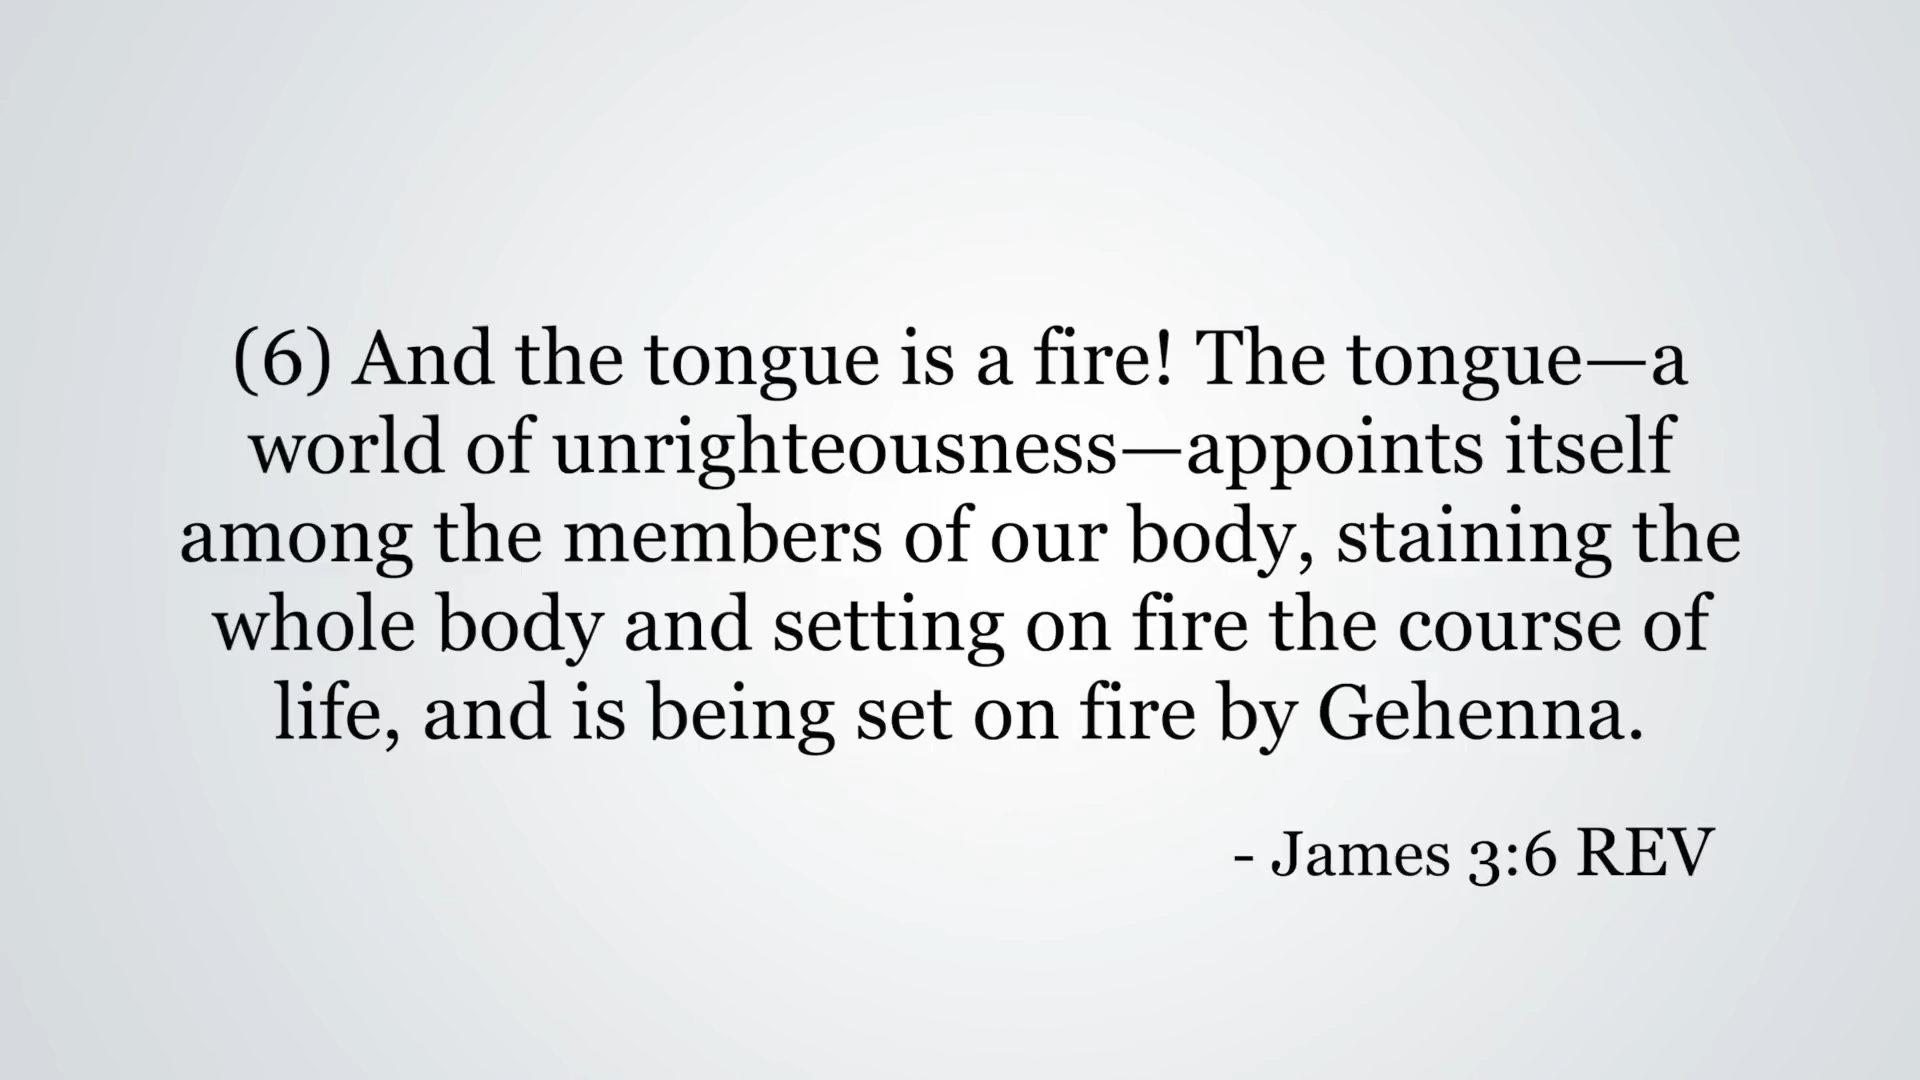 (6) And the tongue is a fire! The tongue—a
world of unrighteousness—appoints itself
among the members of our body, staining the
whole body and setting on fire the course of
life, and is being set on fire by Gehenna.
- James 3:6 REV